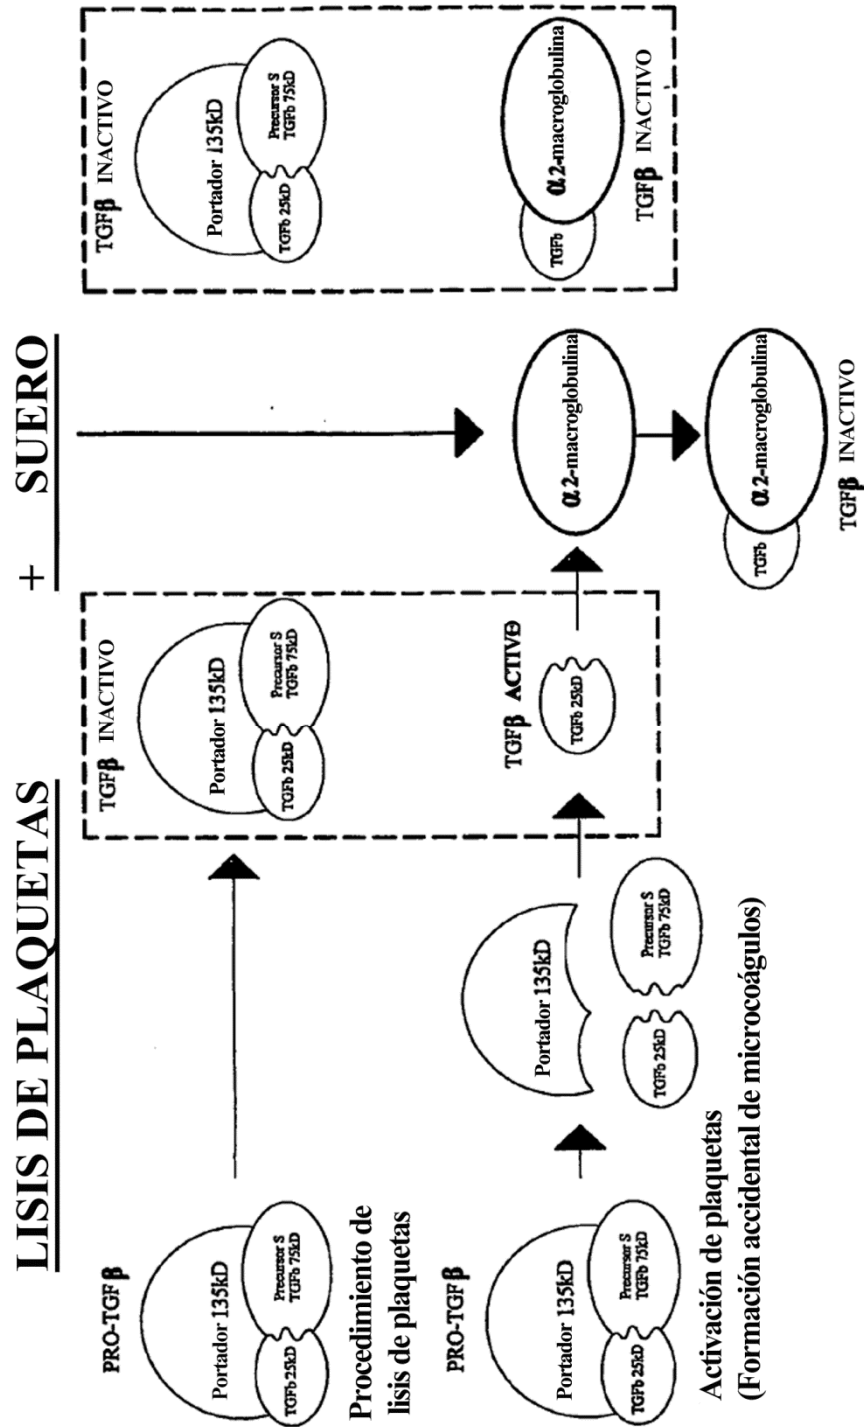 LISIS DE PLAQUETAS
+ SUERO
PRO-TGFβ
Portador 135kD
TGFb 25kD
Precursor S
TGFb 75kD
Procedimiento de
lisis de plaquetas
TGFβ INACTIVO
Portador 135kD
TGFb 25kD
Precursor S
TGFb 75kD
TGFβ INACTIVO
Portador 135kD
TGFb 25kD
Precursor S
TGFb 75kD
PRO-TGFβ
Portador 135kD
TGFb 25kD
Precursor S
TGFb 75kD
Activación de plaquetas
(Formación accidental de microcoágulos)
Portador 135kD
TGFb 25kD
Precursor S
TGFb 75kD
TGFβ ACTIVO
TGFb 25kD
α2-macroglobulina
TGFb
α2-macroglobulina
TGFβ INACTIVO
TGFb
α2-macroglobulina
TGFβ INACTIVO